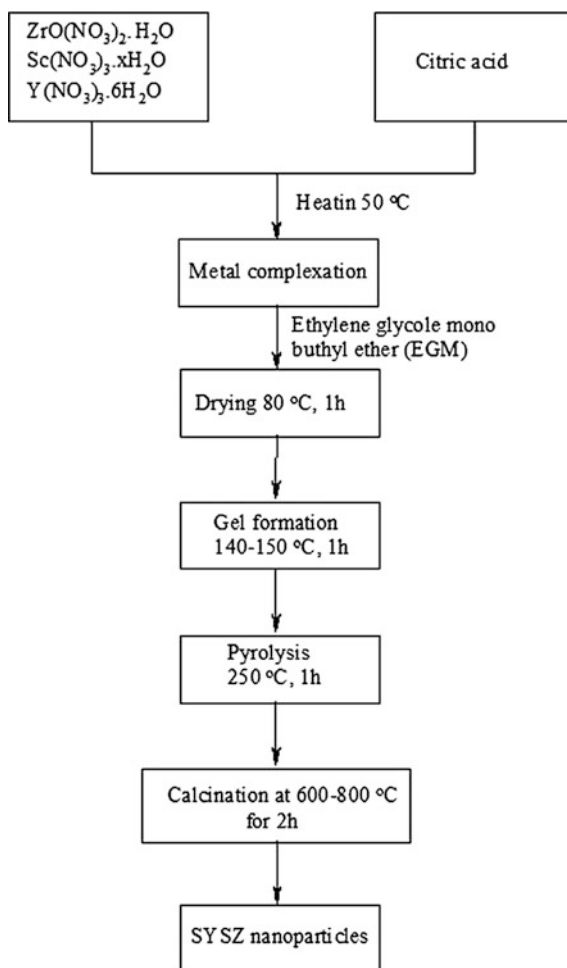 ZrO(NO₃)₂.H₂O
Sc(NO₃)₃.xH₂O
Y(NO₃)₃.6H₂O
Citric acid
Heatin 50 °C
Metal complexation
Ethylene glycole mono
buthyl ether (EGM)
Drying 80 °C, 1h
Gel formation
140-150 °C, 1h
Pyrolysis
250 °C, 1h
Calcination at 600-800 °C
for 2h
SYSZ nanoparticles